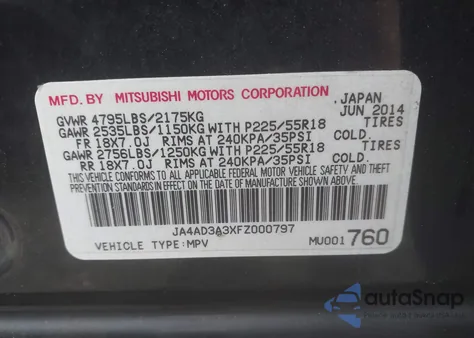 MFD. BY MITSUBISHI MOTORS CORPORATION JAPAN
GVWR 4795LBS/2175KG JUN 2014
GAWR 2535LBS/1150KG WITH P225/55R18
FR 18X7.0J RIMS AT 240KPA/35PSI COLD.
GAWR 2756LBS/1250KG WITH P225/55R18 TIRES
RR 18X7.0J RIMS AT 240KPA/35PSI COLD. TIRES
THIS VEHICLE CONFORMS TO ALL APPLICABLE
FEDERAL MOTOR VEHICLE SAFETY AND BUMPER
STANDARDS IN EFFECT ON THE DATE OF
MANUFACTURE SHOWN ABOVE.
JA4AD3A3XFZ000797
VEHICLE TYPE:MPV MU001 760
autaSnap